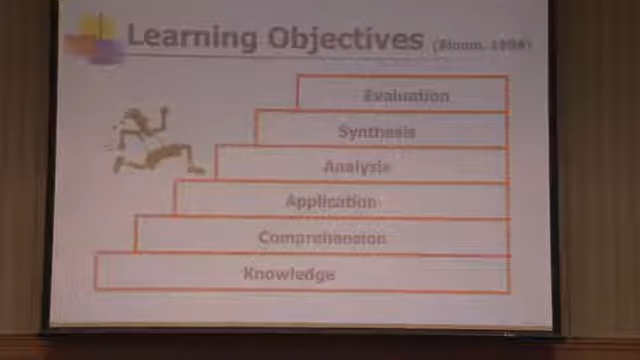 Learning Objectives
Evaluation
Synthesis
Analysis
Application
Comprehension
Knowledge